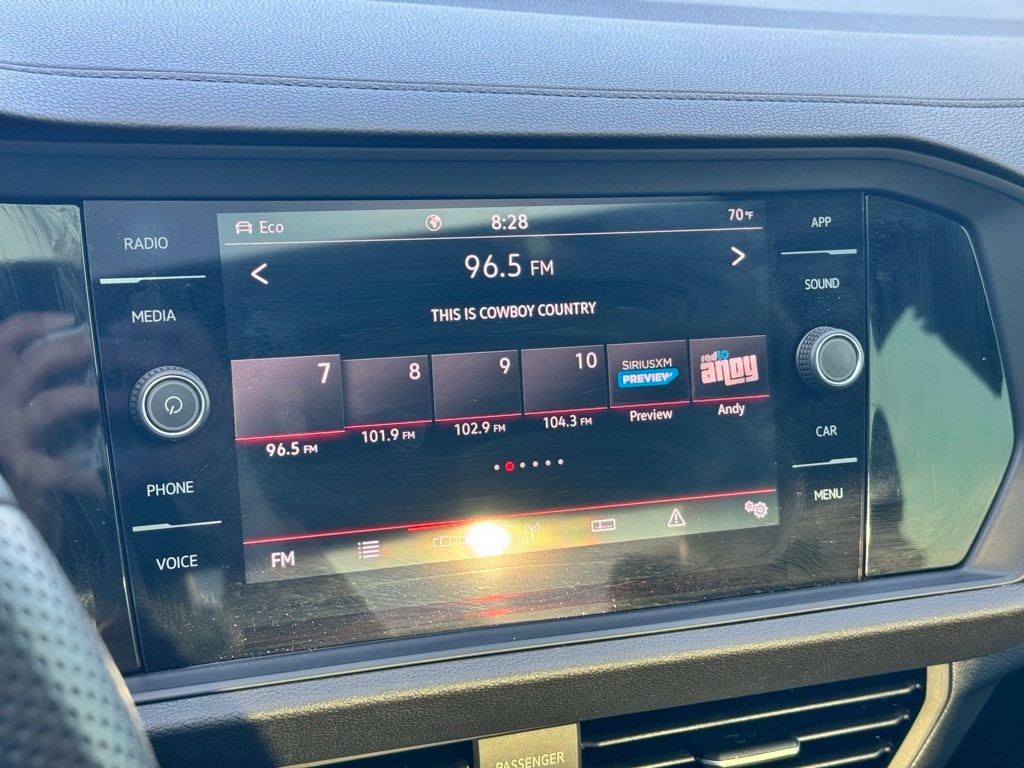 RADIO
MEDIA
PHONE
VOICE
Eco
8:28
70°F
96.5 FM
THIS IS COWBOY COUNTRY
7
8
9
10
SIRIUSXM
PREVIEW
radio
andy
96.5 FM
101.9 FM
102.9 FM
104.3 FM
Preview
Andy
FM
APP
SOUND
CAR
MENU
PASSENGER